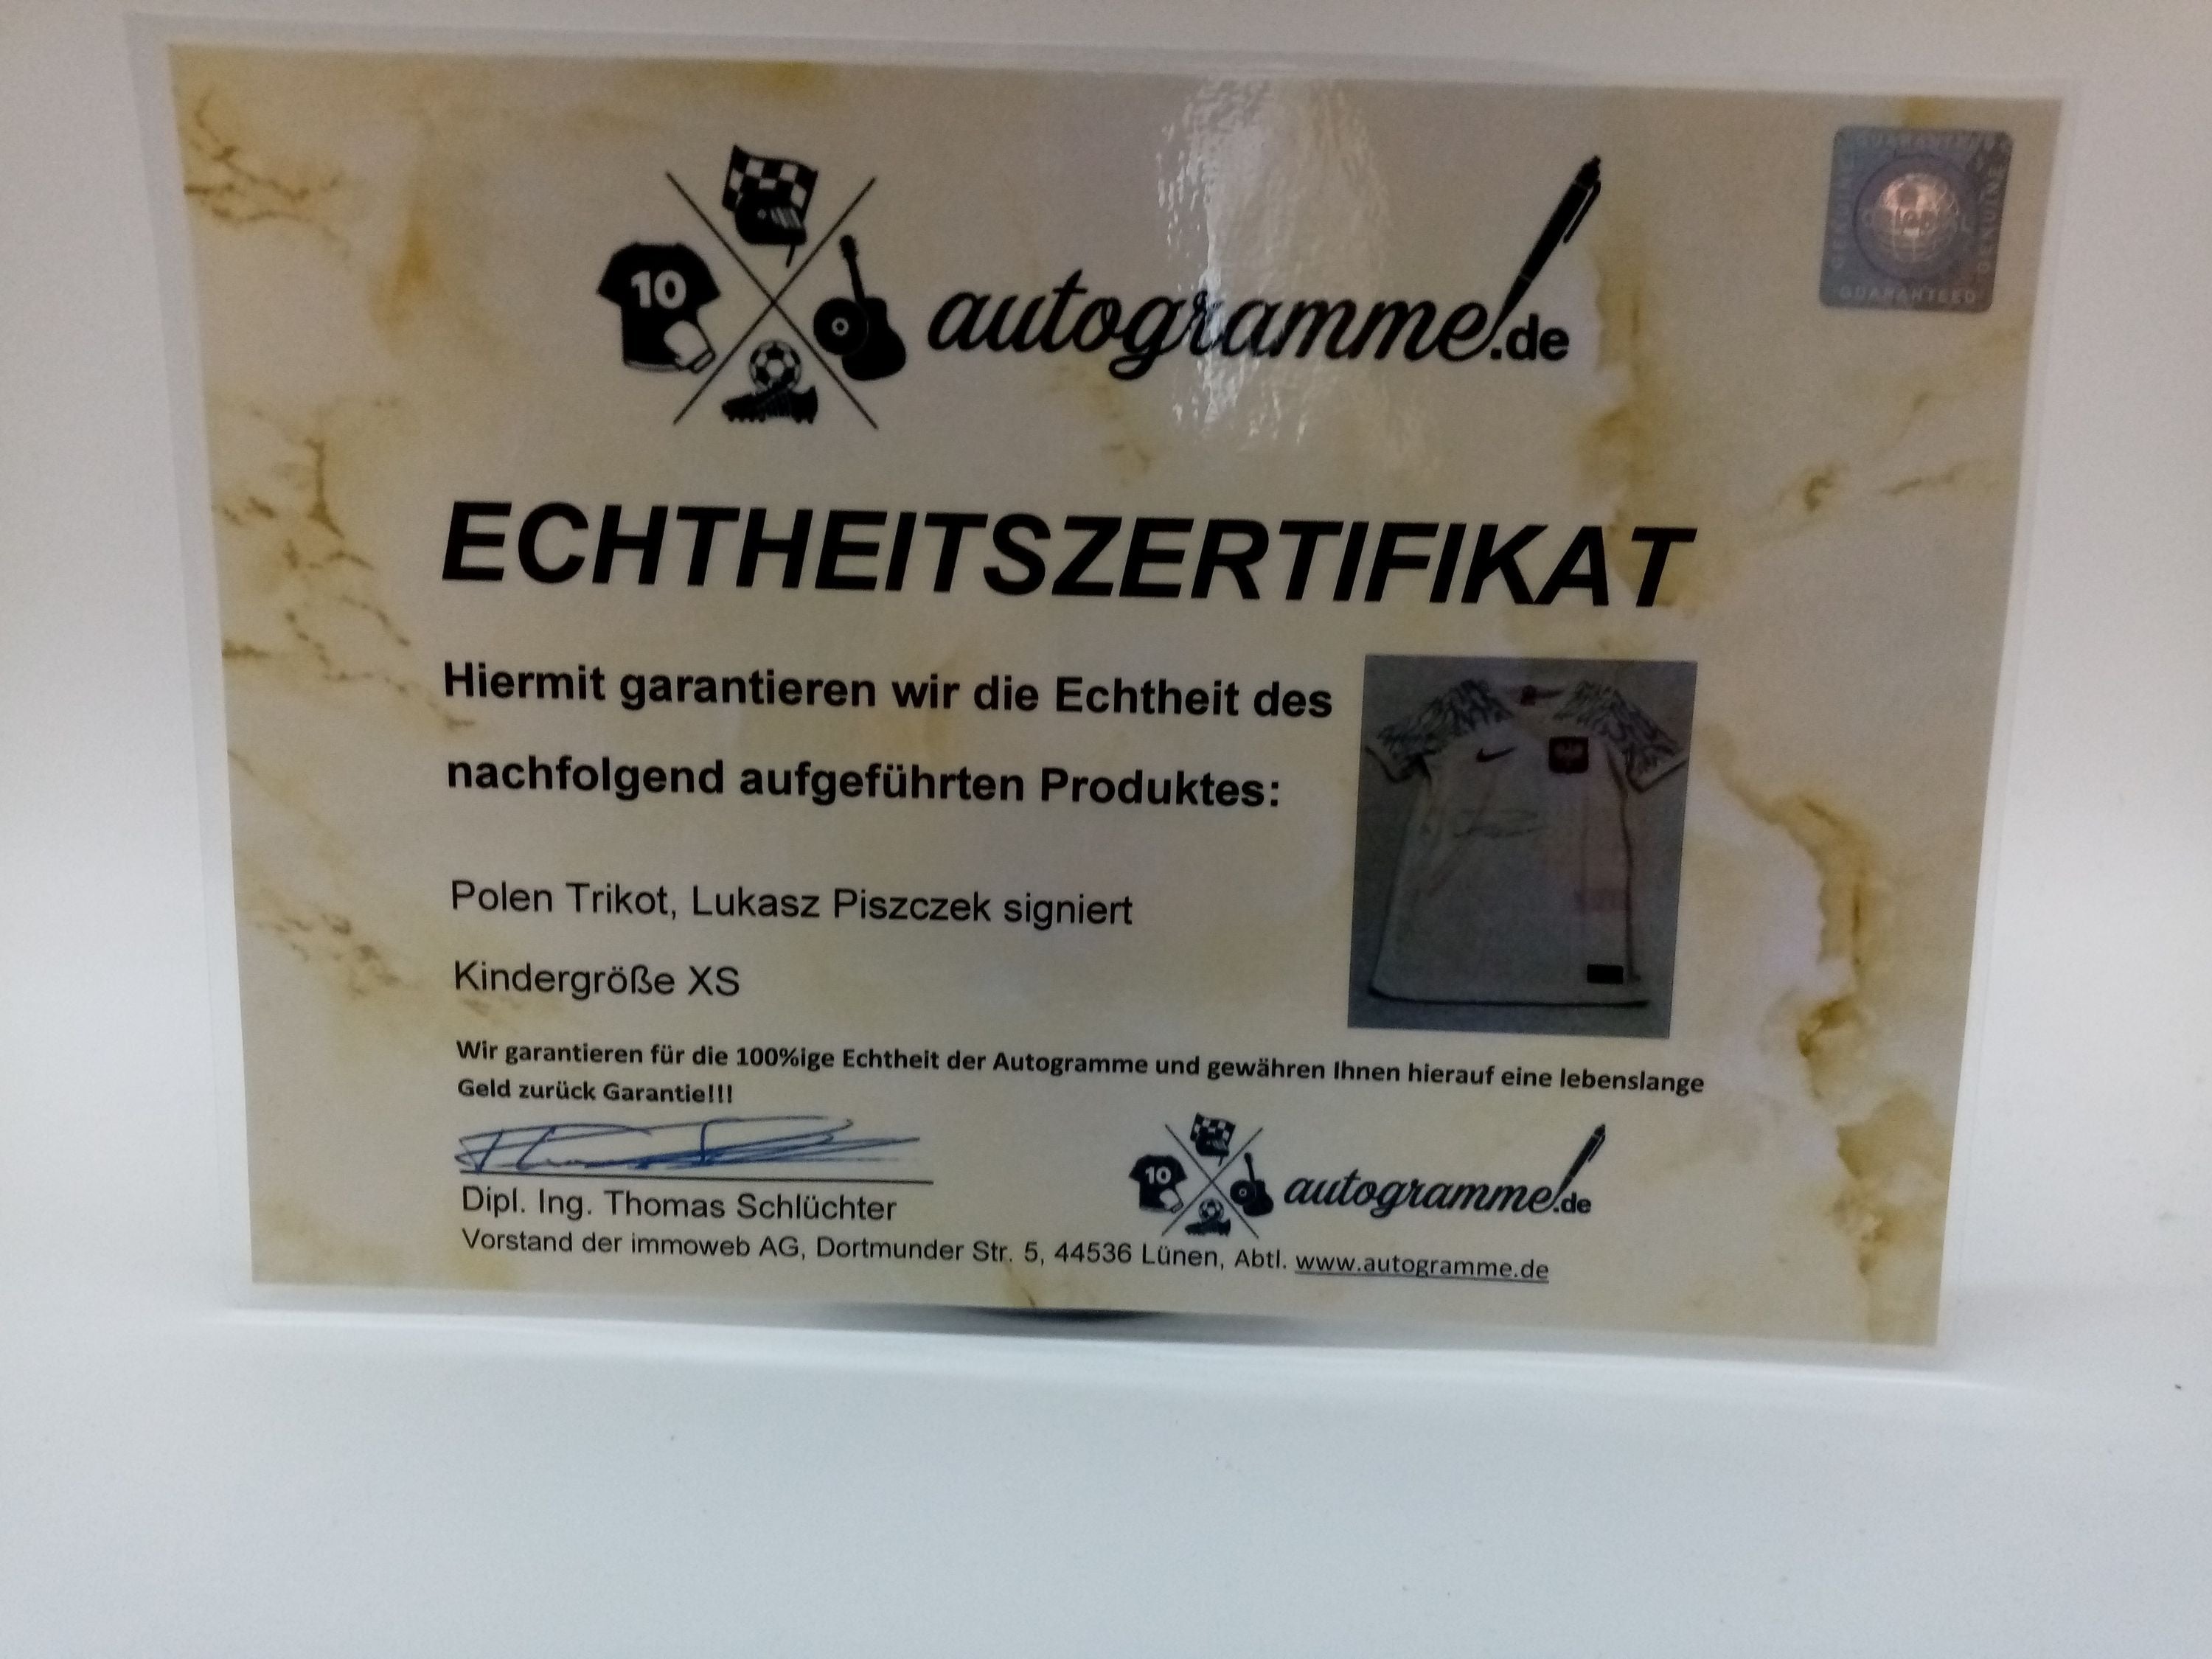 10
autogramme.de
GUARANTEED
GENUINE
GUARANTEED
ECHTHEITSZERTIFIKAT
Hiermit garantieren wir die Echtheit des
nachfolgend aufgeführten Produktes:
Polen Trikot, Lukasz Piszczek signiert
Kindergröße XS
Wir garantieren für die 100%ige Echtheit der Autogramme und gewähren Ihnen hierauf eine lebenslange
Geld zurück Garantie!!!
10
autogramme.de
Dipl. Ing. Thomas Schlüchter
Vorstand der immoweb AG, Dortmunder Str. 5, 44536 Lünen, Abtl. www.autogramme.de